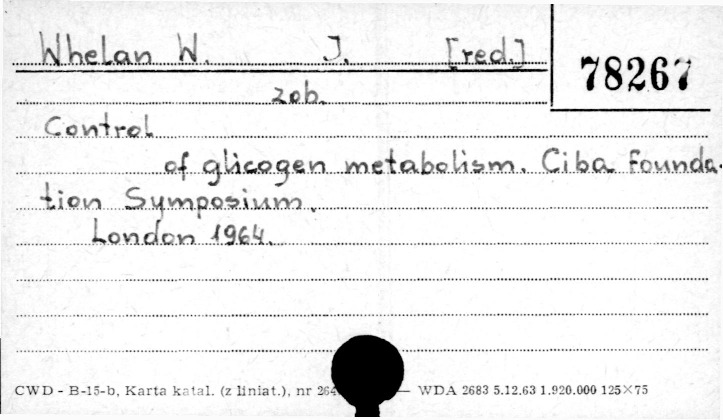 Whelan W. J. [red.]
78267
zob.
Control
of glicogen metabolism. Ciba Founda-
tion Symposium.
London 1964.
CWD - B-15-b, Karta katal. (z liniat.), nr 264 — WDA 2683 5.12.63 1.920.000 125×75